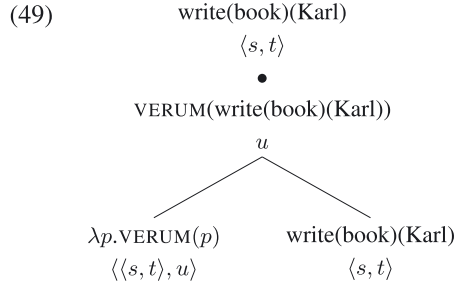 (49) write(book)(Karl)
⟨s, t⟩
•
VERUM(write(book)(Karl))
u
λp.VERUM(p) write(book)(Karl)
⟨⟨s, t⟩, u⟩ ⟨s, t⟩